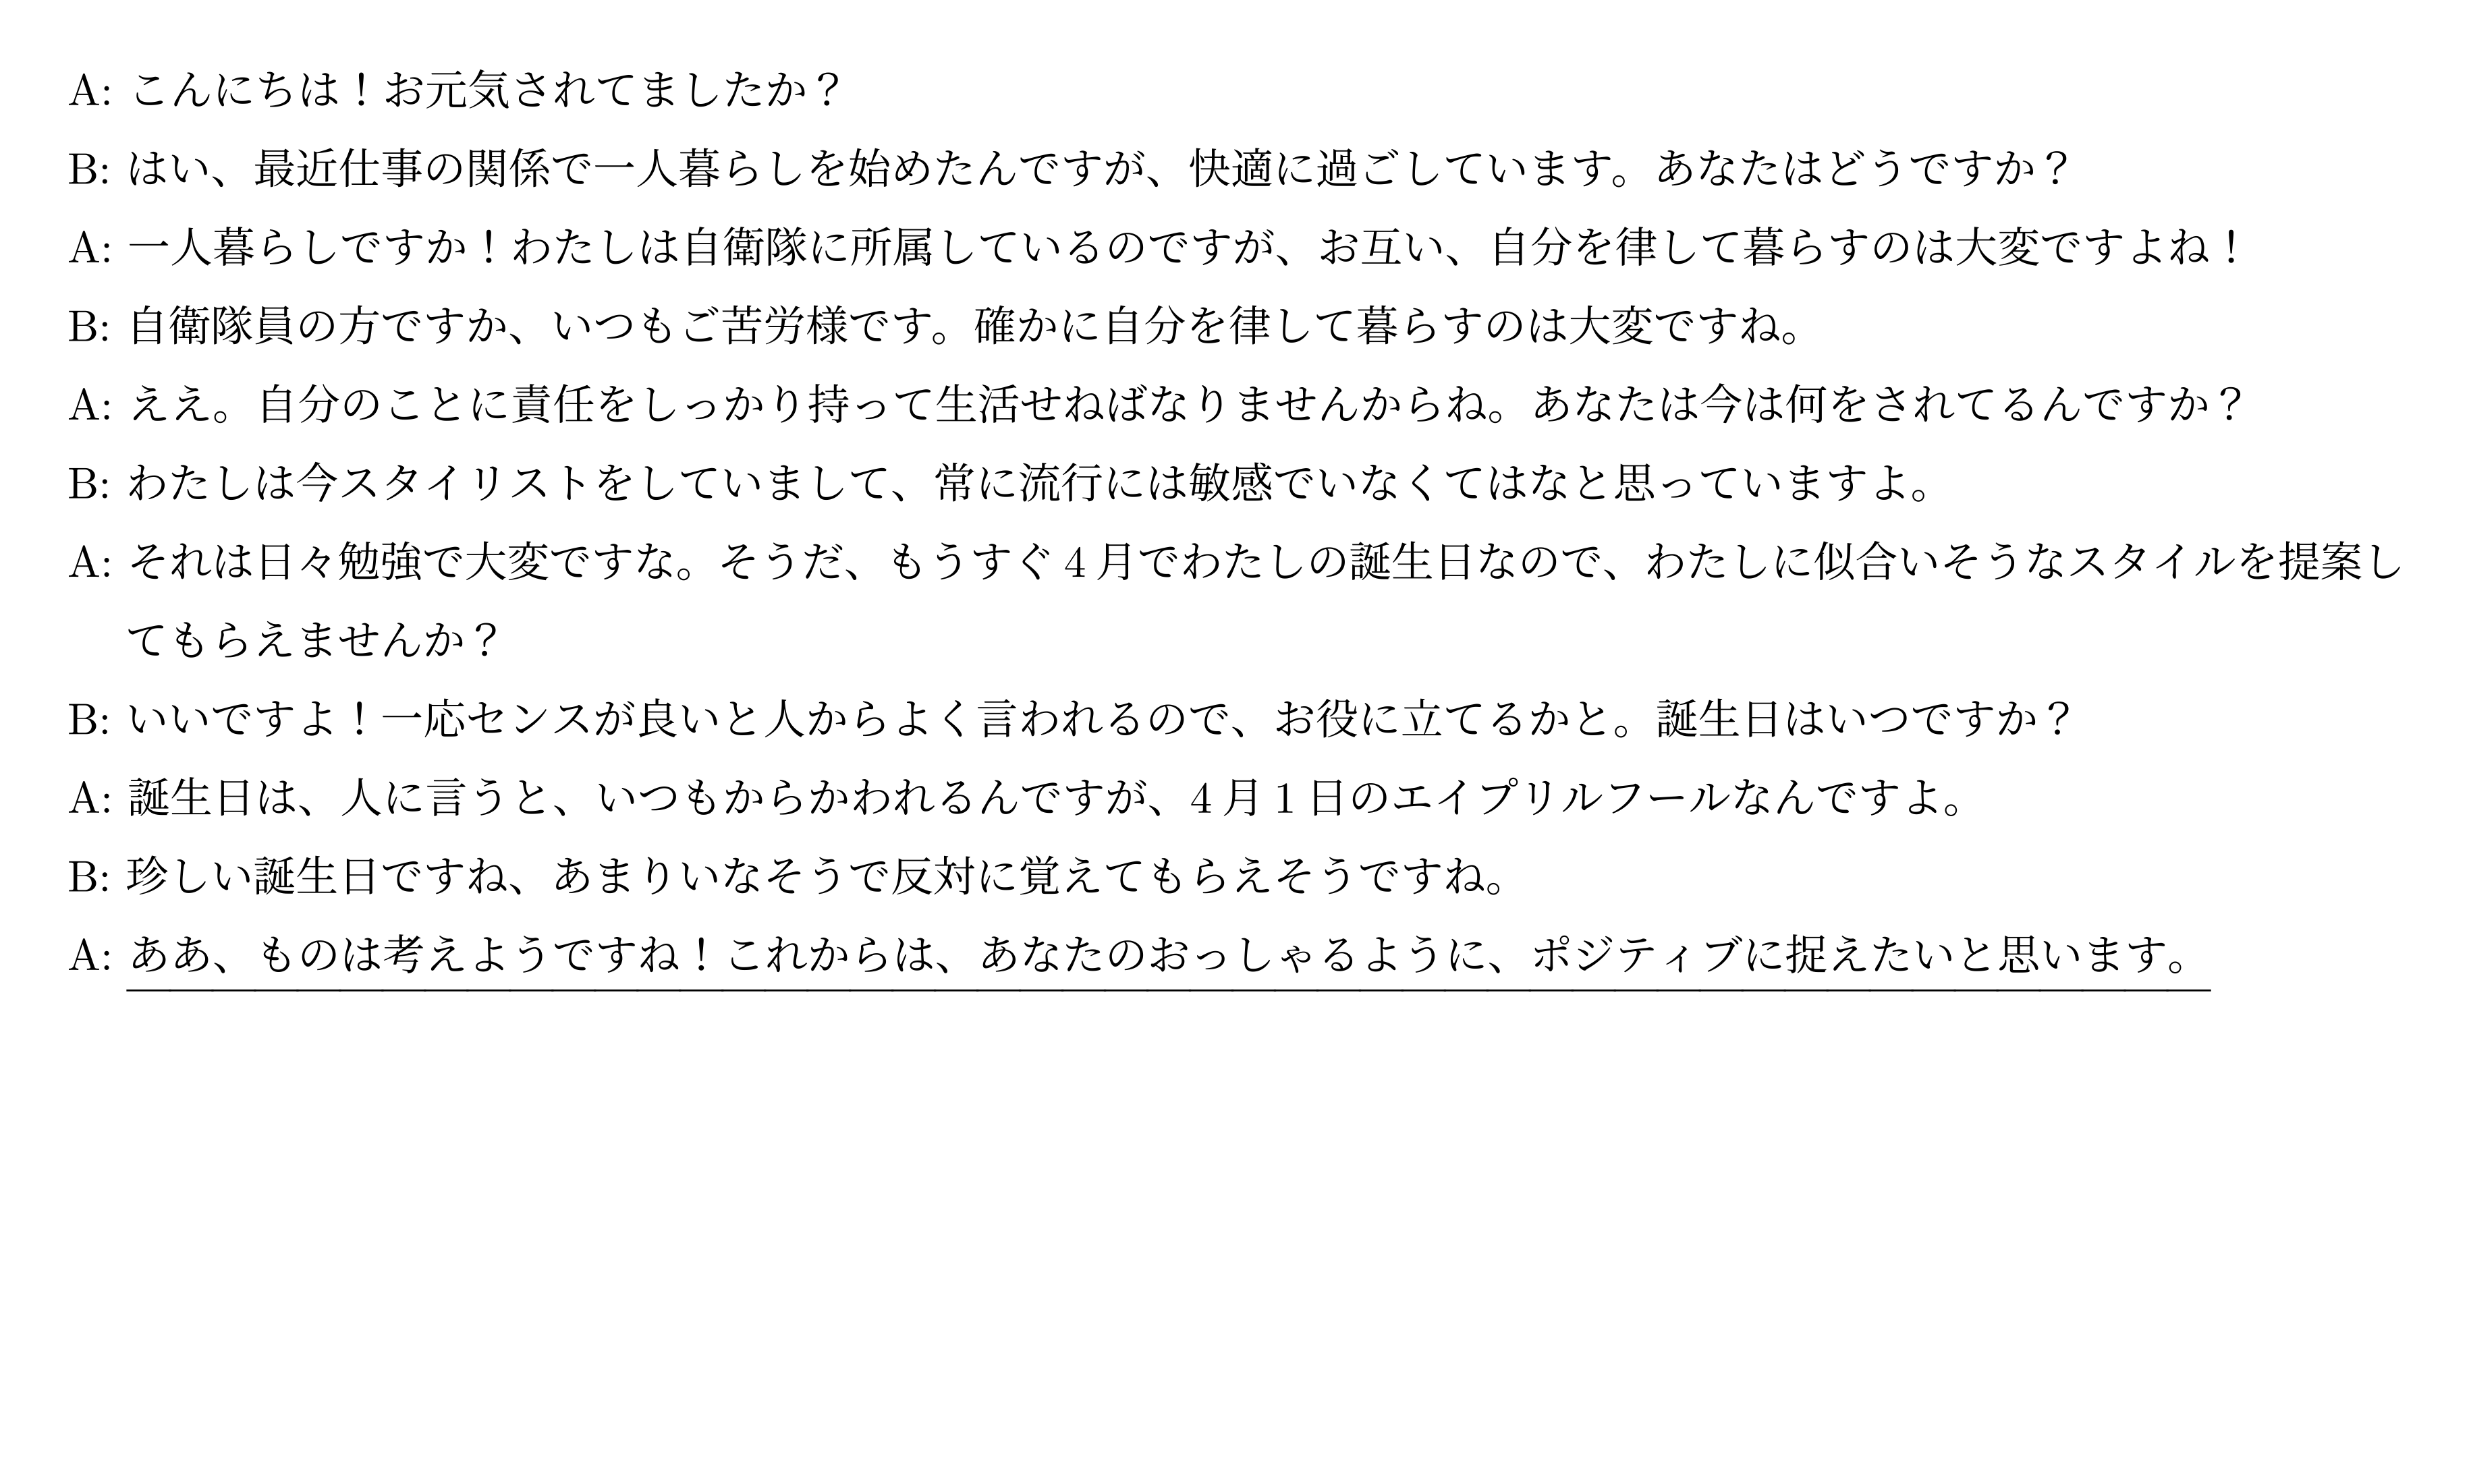 A: こんにちは！お元気されてましたか？
B: はい、最近仕事の関係で一人暮らしを始めたんですが、快適に過ごしています。あなたはどうですか？
A: 一人暮らしですか！わたしは自衛隊に所属しているのですが、お互い、自分を律して暮らすのは大変ですよね！
B: 自衛隊員の方ですか、いつもご苦労様です。確かに自分を律して暮らすのは大変ですね。
A: ええ。自分のことに責任をしっかり持って生活せねばなりませんからね。あなたは今は何をされてるんですか？
B: わたしは今スタイリストをしていまして、常に流行には敏感でいなくてはなと思っていますよ。
A: それは日々勉強で大変ですな。そうだ、もうすぐ 4 月でわたしの誕生日なので、わたしに似合いそうなスタイルを提案し
てもらえませんか？
B: いいですよ！一応センスが良いと人からよく言われるので、お役に立てるかと。誕生日はいつですか？
A: 誕生日は、人に言うと、いつもからかわれるんですが、4 月 1 日のエイプリルフールなんですよ。
B: 珍しい誕生日ですね、あまりいなそうで反対に覚えてもらえそうですね。
A: ああ、ものは考えようですね！これからは、あなたのおっしゃるように、ポジティブに捉えたいと思います。